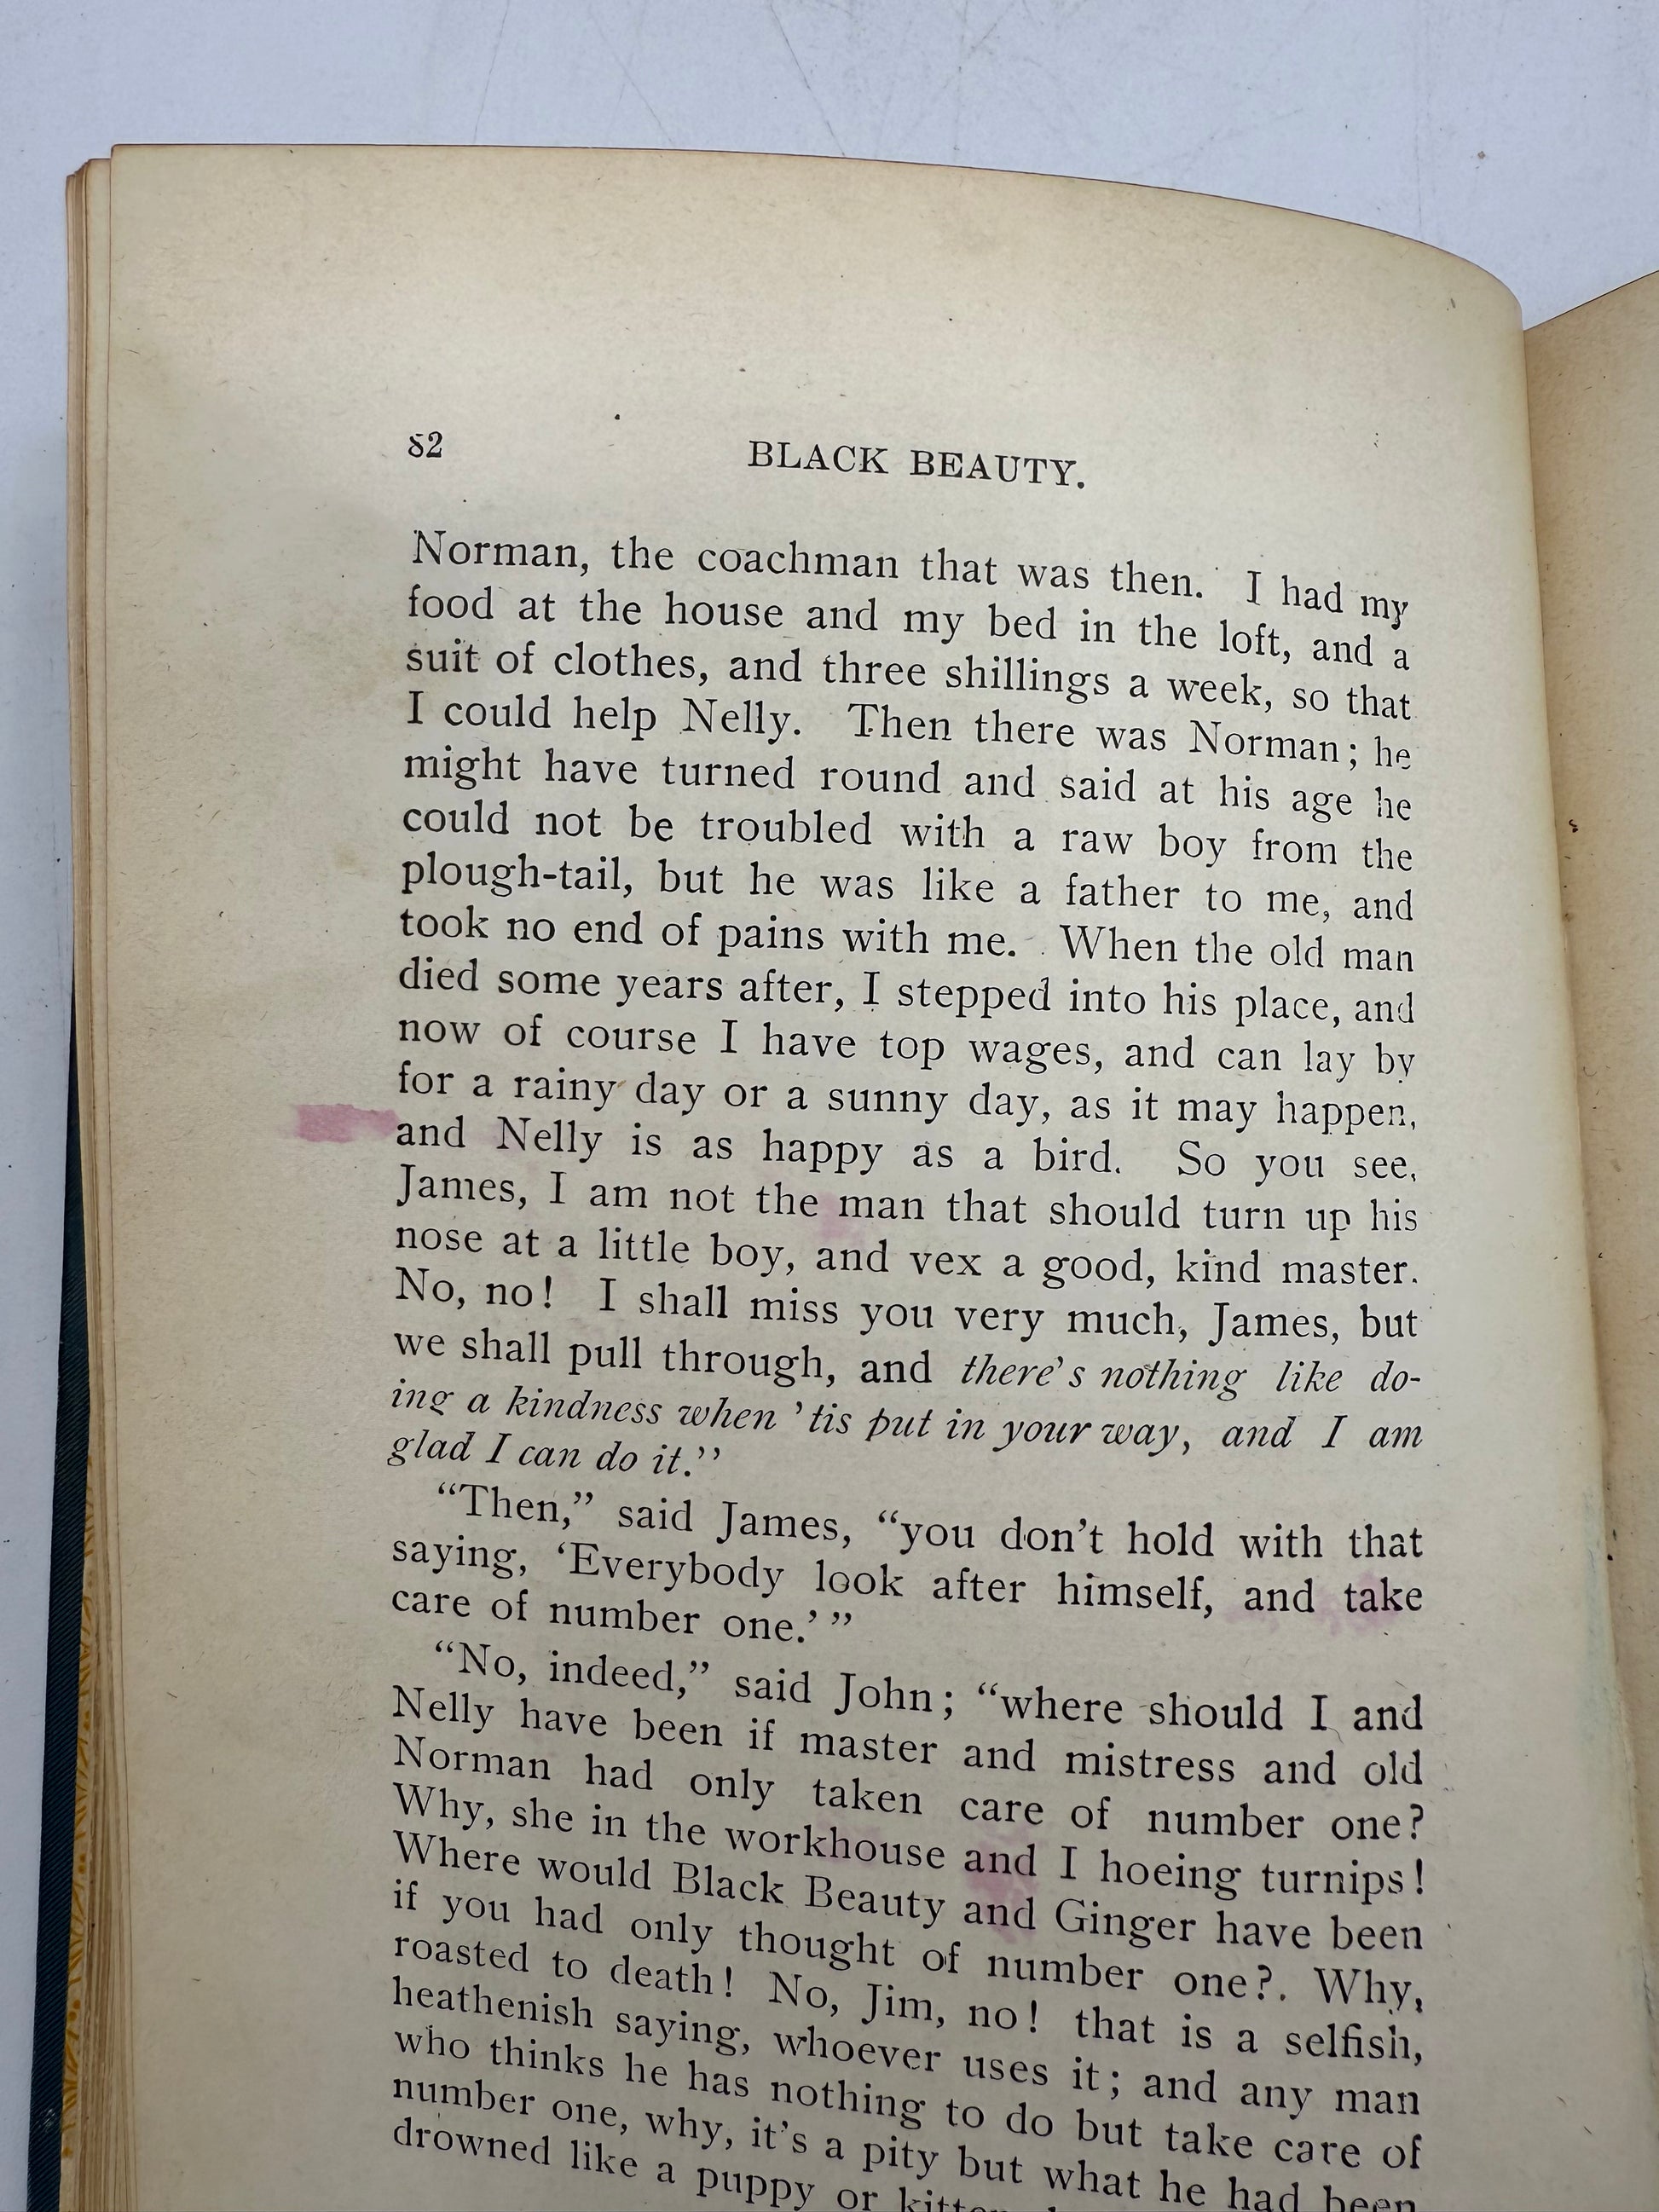 82
BLACK BEAUTY.
Norman, the coachman that was then. I had my
food at the house and my bed in the loft, and a
suit of clothes, and three shillings a week, so that
I could help Nelly. Then there was Norman; he
might have turned round and said at his age he
could not be troubled with a raw boy from the
plough-tail, but he was like a father to me, and
took no end of pains with me. When the old man
died some years after, I stepped into his place, and
now of course I have top wages, and can lay by
for a rainy day or a sunny day, as it may happen,
and Nelly is as happy as a bird. So you see,
James, I am not the man that should turn up his
nose at a little boy, and vex a good, kind master.
No, no! I shall miss you very much, James, but
we shall pull through, and there's nothing like do-
ing a kindness when 'tis put in your way, and I am
glad I can do it."
"Then," said James, "you don't hold with that
saying, 'Everybody look after himself, and take
care of number one.'"
"No, indeed," said John; "where should I and
Nelly have been if master and mistress and old
Norman had only taken care of number one?
Why, she in the workhouse and I hoeing turnips!
Where would Black Beauty and Ginger have been
if you had only thought of number one?. Why,
roasted to death! No, Jim, no! that is a selfish,
heathenish saying, whoever uses it; and any man
who thinks he has nothing to do but take care of
number one, why, it's a pity but what he had been
drowned like a puppy or